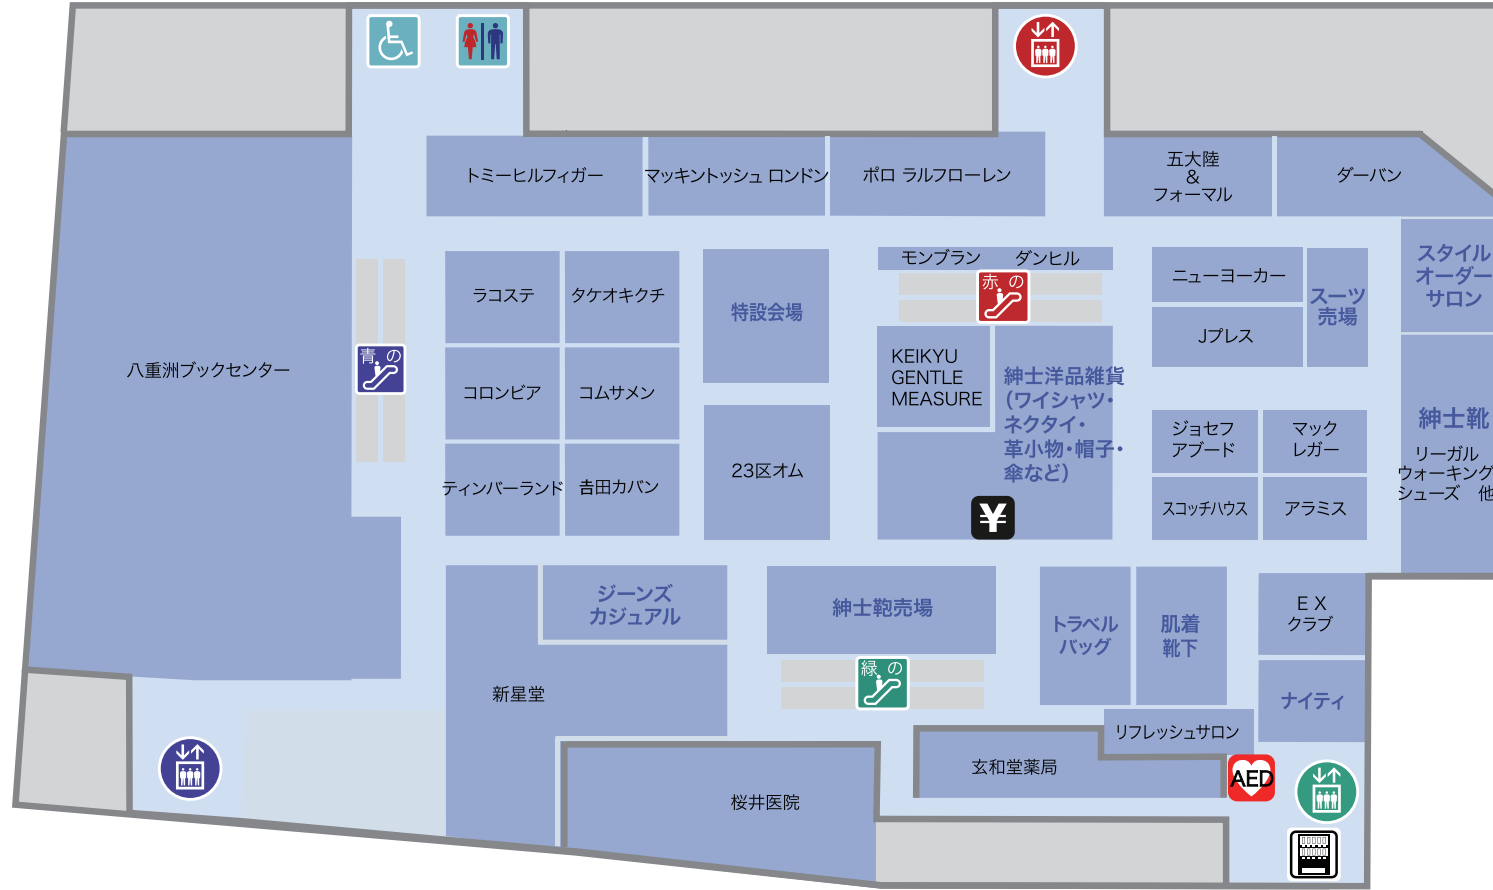 トミーヒルフィガー
マッキントッシュ ロンドン
ポロ ラルフローレン
五大陸
&
フォーマル
ダーバン
モンブラン
ダンヒル
赤の
スタイル
オーダー
サロン
ラコステ
タケオキクチ
特設会場
ニューヨーカー
スーツ
売場
Jプレス
八重洲ブックセンター
青の
KEIKYU
GENTLE
MEASURE
紳士洋品雑貨
(ワイシャツ・
ネクタイ・
革小物・帽子・
傘など)
コロンビア
コムサメン
ジョセフ
アブード
マック
レガー
紳士靴
リーガル
ウォーキング
シューズ 他
23区オム
ティンバーランド
𠮷田カバン
スコッチハウス
アラミス
¥
ジーンズ
カジュアル
紳士鞄売場
トラベル
バッグ
肌着
靴下
EX
クラブ
緑の
新星堂
ナイティ
リフレッシュサロン
玄和堂薬局
AED
桜井医院